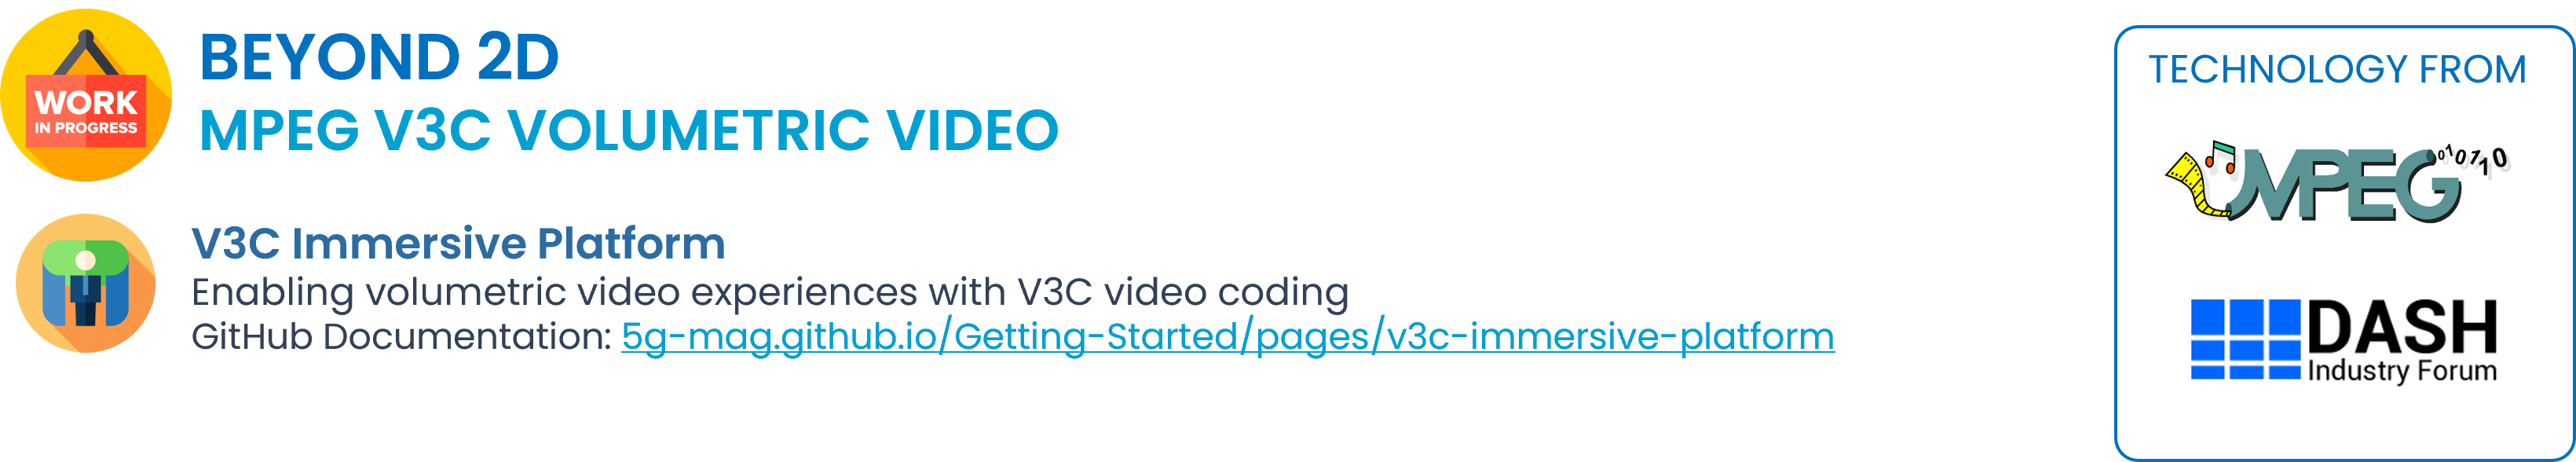 WORK
IN PROGRESS
BEYOND 2D
MPEG V3C VOLUMETRIC VIDEO
V3C Immersive Platform
Enabling volumetric video experiences with V3C video coding
GitHub Documentation: 5g-mag.github.io/Getting-Started/pages/v3c-immersive-platform
TECHNOLOGY FROM
MPEG 010110
DASH
Industry Forum